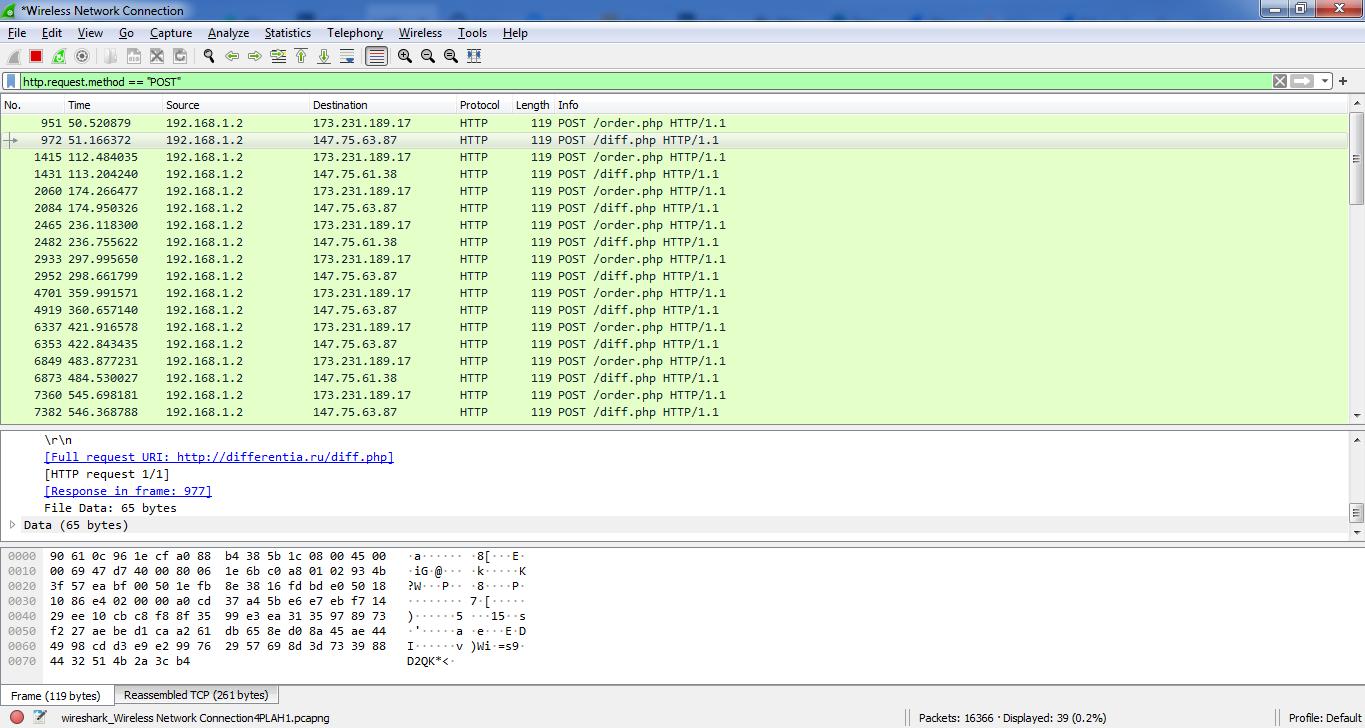 *Wireless Network Connection
File Edit View Go Capture Analyze Statistics Telephony Wireless Tools Help
http.request.method == "POST"
No. Time Source Destination Protocol Length Info
951 50.520879 192.168.1.2 173.231.189.17 HTTP 119 POST /order.php HTTP/1.1
972 51.166372 192.168.1.2 147.75.63.87 HTTP 119 POST /diff.php HTTP/1.1
1415 112.484035 192.168.1.2 173.231.189.17 HTTP 119 POST /order.php HTTP/1.1
1431 113.204240 192.168.1.2 147.75.61.38 HTTP 119 POST /diff.php HTTP/1.1
2060 174.266477 192.168.1.2 173.231.189.17 HTTP 119 POST /order.php HTTP/1.1
2084 174.950326 192.168.1.2 147.75.63.87 HTTP 119 POST /diff.php HTTP/1.1
2465 236.118300 192.168.1.2 173.231.189.17 HTTP 119 POST /order.php HTTP/1.1
2482 236.755622 192.168.1.2 147.75.61.38 HTTP 119 POST /diff.php HTTP/1.1
2933 297.995650 192.168.1.2 173.231.189.17 HTTP 119 POST /order.php HTTP/1.1
2952 298.661799 192.168.1.2 147.75.63.87 HTTP 119 POST /diff.php HTTP/1.1
4701 359.991571 192.168.1.2 173.231.189.17 HTTP 119 POST /order.php HTTP/1.1
4919 360.657140 192.168.1.2 147.75.63.87 HTTP 119 POST /diff.php HTTP/1.1
6337 421.916578 192.168.1.2 173.231.189.17 HTTP 119 POST /order.php HTTP/1.1
6353 422.843435 192.168.1.2 147.75.63.87 HTTP 119 POST /diff.php HTTP/1.1
6849 483.877231 192.168.1.2 173.231.189.17 HTTP 119 POST /order.php HTTP/1.1
6873 484.530027 192.168.1.2 147.75.61.38 HTTP 119 POST /diff.php HTTP/1.1
7360 545.698181 192.168.1.2 173.231.189.17 HTTP 119 POST /order.php HTTP/1.1
7382 546.368788 192.168.1.2 147.75.63.87 HTTP 119 POST /diff.php HTTP/1.1
\r\n
[Full request URI: http://differentia.ru/diff.php]
[HTTP request 1/1]
[Response in frame: 977]
File Data: 65 bytes
Data (65 bytes)
0000 90 61 0c 96 1e cf a0 88 b4 38 5b 1c 08 00 45 00 ·a······ ·8[···E·
0010 00 69 47 d7 40 00 80 06 1e 6b c0 a8 01 02 93 4b ·iG·@··· ·k·····K
0020 3f 57 ea bf 00 50 1e fb 8e 38 16 fd bd e0 50 18 ?W···P·· ·8····P·
0030 10 86 e4 02 00 00 a0 cd 37 a4 5b e6 e7 eb f7 14 ········ 7·[·····
0040 29 ee 10 cb c8 f8 8f 35 99 e3 ea 31 35 97 89 73 )······5 ···15··s
0050 f2 27 ae be d1 ca a2 61 db 65 8e d0 8a 45 ae 44 ·'·····a ·e···E·D
0060 49 98 cd d3 e9 e2 99 76 29 57 69 8d 3d 73 39 88 I······v )Wi·=s9·
0070 44 32 51 4b 2a 3c b4 D2QK*<·
Frame (119 bytes) Reassembled TCP (261 bytes)
wireshark_Wireless Network Connection4PLAH1.pcapng Packets: 16366 · Displayed: 39 (0.2%) Profile: Default